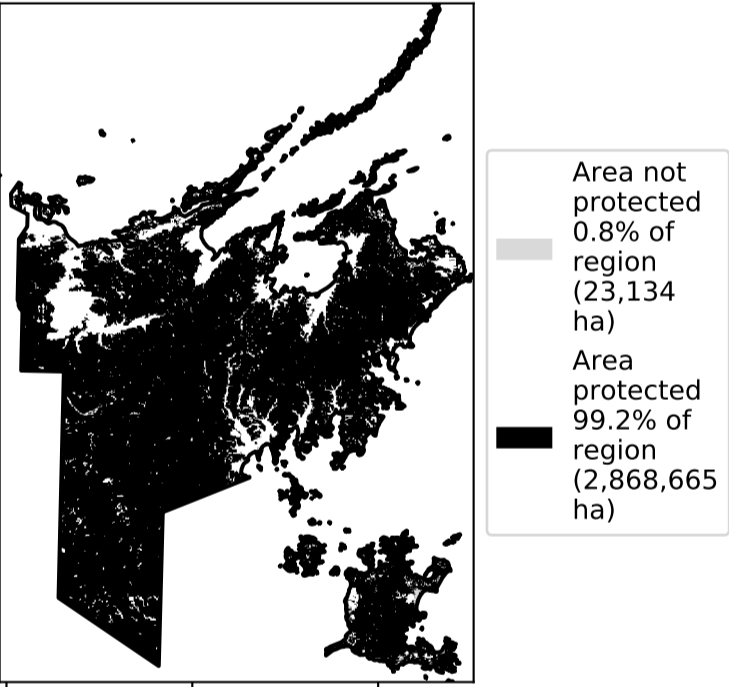 Area not
protected
0.8% of
region
(23,134
ha)
Area
protected
99.2% of
region
(2,868,665
ha)